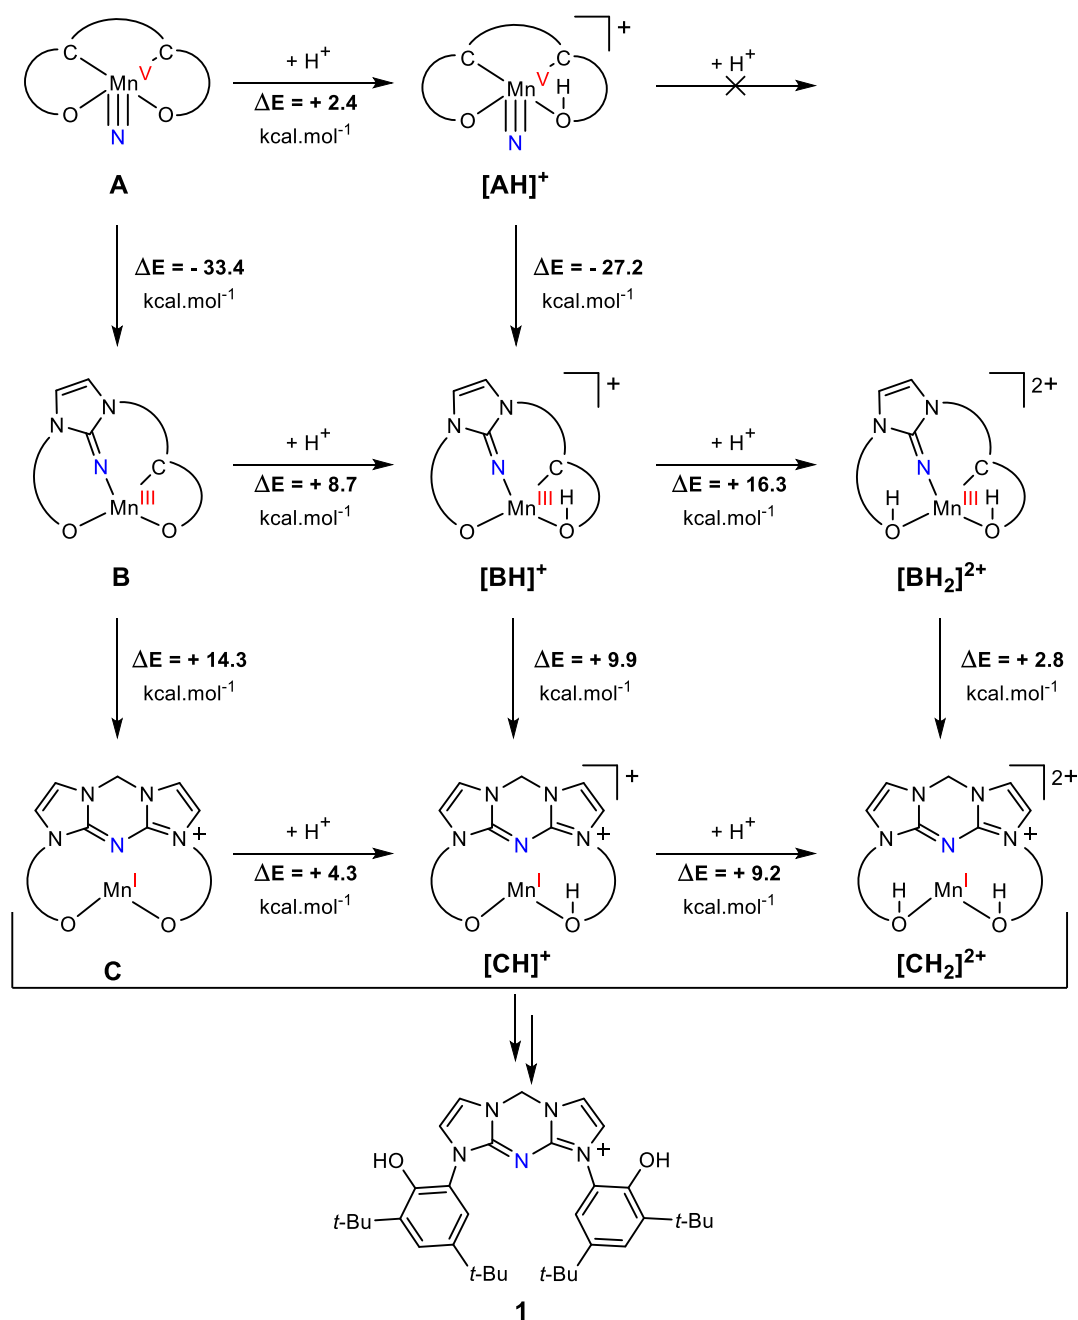 C C
Mn V
O O
N
A
+ H+
ΔE = + 2.4
kcal.mol-1
C C
Mn V H
O O
N
+
[AH]+
+ H+
ΔE = - 33.4
kcal.mol-1
ΔE = - 27.2
kcal.mol-1
N N
N C
Mn III
O O
B
+ H+
ΔE = + 8.7
kcal.mol-1
+
N N
N C
Mn III H
O O
[BH]+
+ H+
ΔE = + 16.3
kcal.mol-1
2+
N N
N C
H Mn III H
O O
[BH2]2+
ΔE = + 14.3
kcal.mol-1
ΔE = + 9.9
kcal.mol-1
ΔE = + 2.8
kcal.mol-1
N N
N N N+
Mn I
O O
C
+ H+
ΔE = + 4.3
kcal.mol-1
+
N N
N N N+
Mn I H
O O
[CH]+
+ H+
ΔE = + 9.2
kcal.mol-1
2+
N N
N N N+
H Mn I H
O O
[CH2]2+
N N
N N N+
HO OH
t-Bu t-Bu
t-Bu t-Bu
1